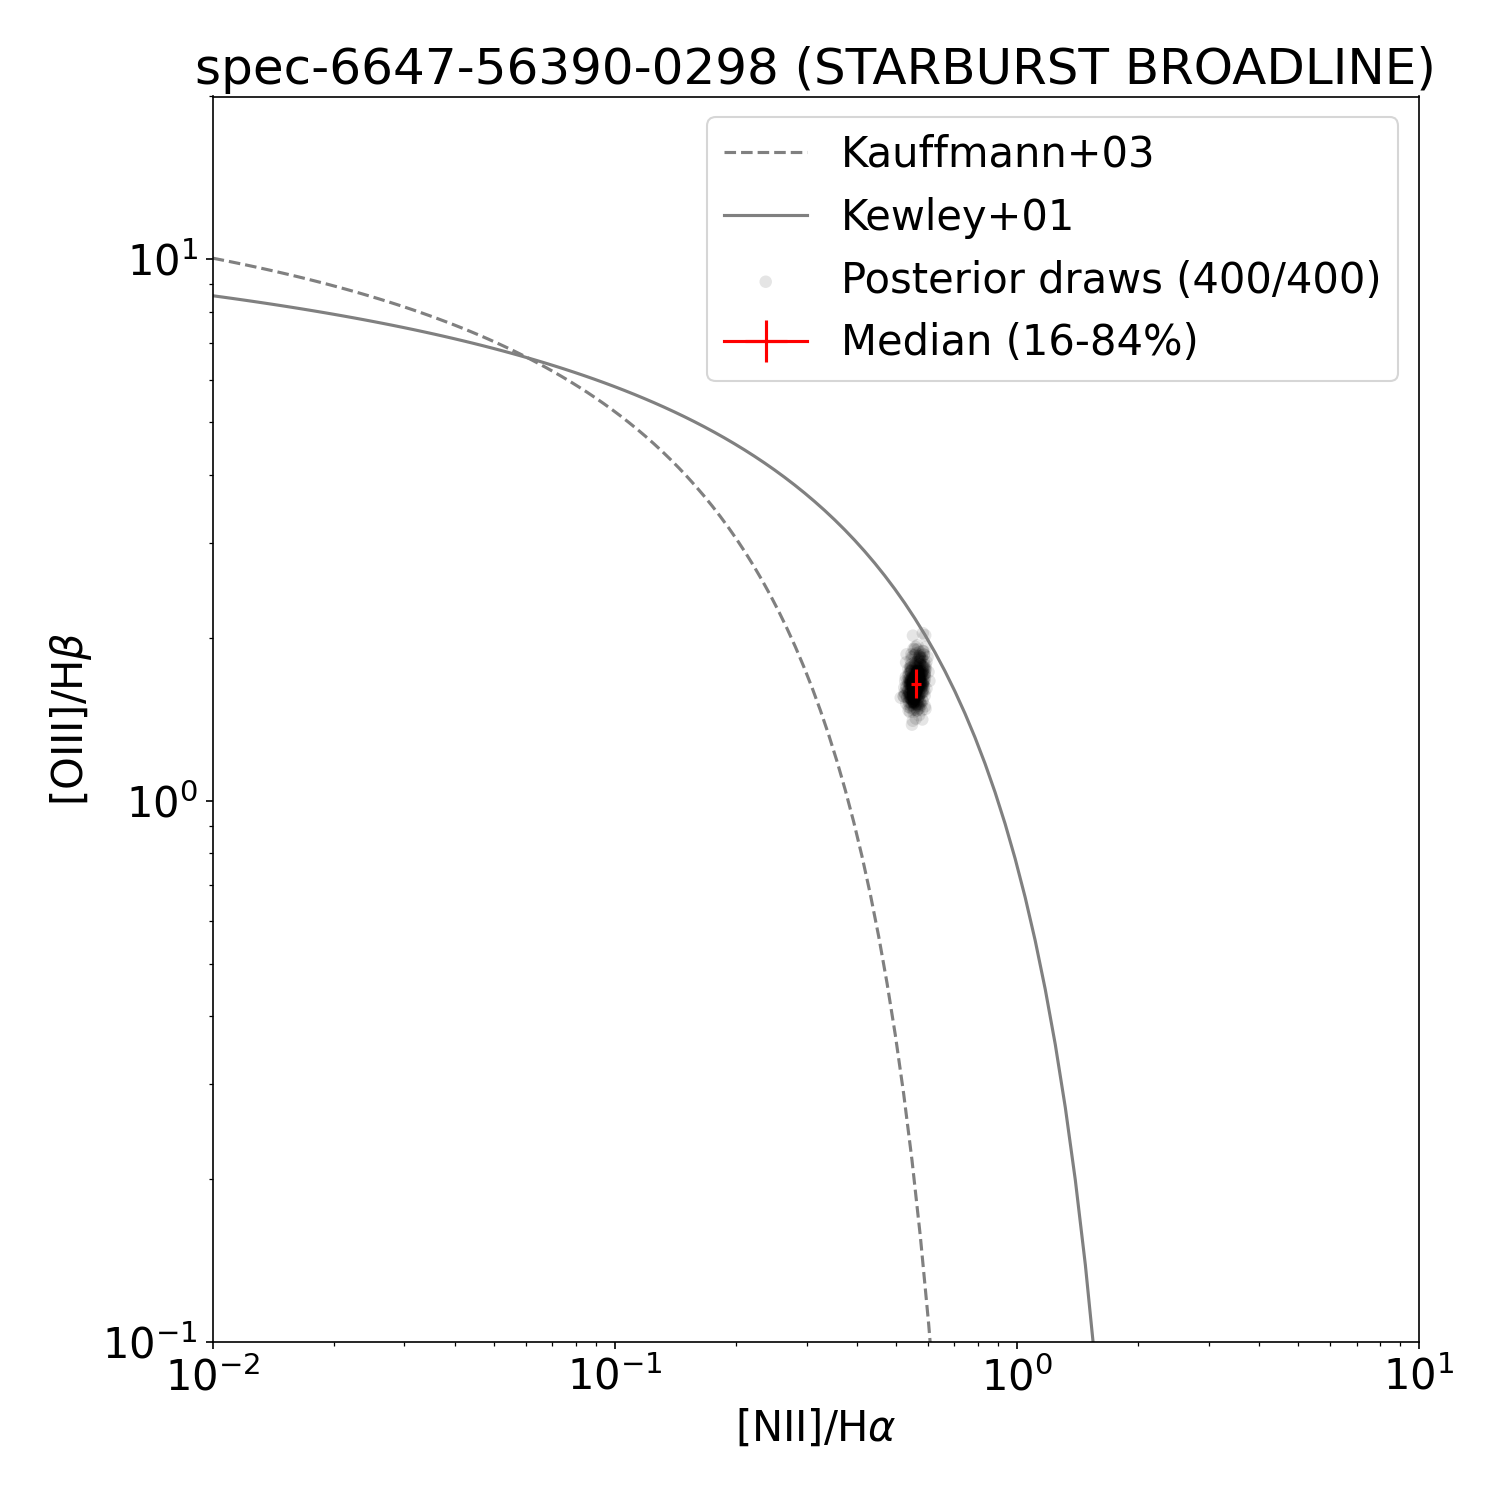 spec-6647-56390-0298 (STARBURST BROADLINE)
Kauffmann+03
Kewley+01
Posterior draws (400/400)
Median (16-84%)
10¹
10⁰
10⁻¹
[OIII]/Hβ
10⁻²
10⁻¹
10⁰
10¹
[NII]/Hα